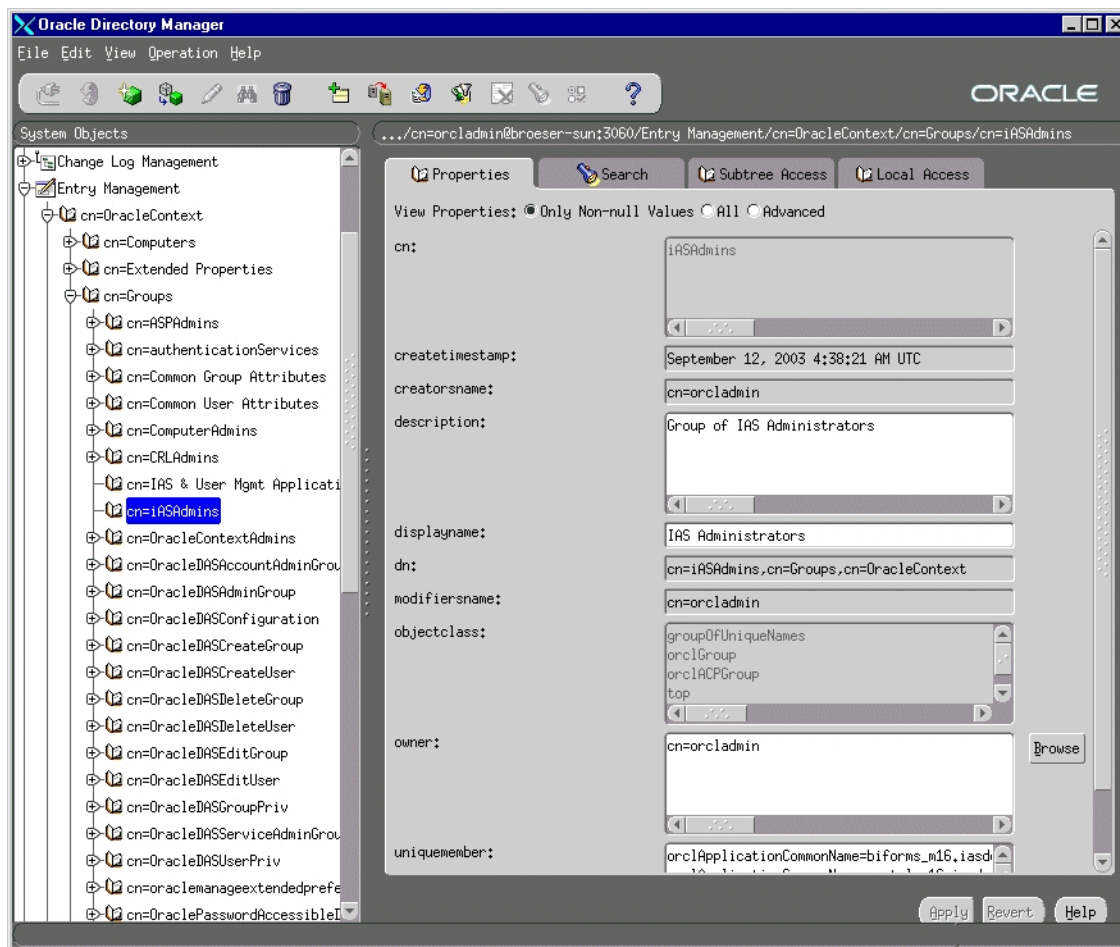 Oracle Directory Manager
File Edit View Operation Help
ORACLE
System Objects
.../cn=orcladmin@broeser-sun:3060/Entry Management/cn=OracleContext/cn=Groups/cn=iASAdmins
Change Log Management
Entry Management
cn=OracleContext
cn=Computers
cn=Extended Properties
cn=Groups
cn=ASPAdmins
cn=authenticationServices
cn=Common Group Attributes
cn=Common User Attributes
cn=ComputerAdmins
cn=CRLAdmins
cn=IAS & User Mgmt Applicati
cn=iASAdmins
cn=OracleContextAdmins
cn=OracleDASAccountAdminGrou
cn=OracleDASAdminGroup
cn=OracleDASConfiguration
cn=OracleDASCreateGroup
cn=OracleDASCreateUser
cn=OracleDASDeleteGroup
cn=OracleDASDeleteUser
cn=OracleDASEditGroup
cn=OracleDASEditUser
cn=OracleDASGroupPriv
cn=OracleDASServiceAdminGrou
cn=OracleDASUserPriv
cn=oraclemanageextendedprefe
cn=OraclePasswordAccessibleD
Properties Search Subtree Access Local Access
View Properties: Only Non-null Values All Advanced
cn: iASAdmins
createtimestamp: September 12, 2003 4:38:21 AM UTC
creatorsname: cn=orcladmin
description: Group of IAS Administrators
displayname: IAS Administrators
dn: cn=iASAdmins,cn=Groups,cn=OracleContext
modifiersname: cn=orcladmin
objectclass: groupOfUniqueNames
orclGroup
orclACPGroup
top
owner: cn=orcladmin
Browse
uniquemember: orclApplicationCommonName=biforms_m16.iasd
Apply Revert Help